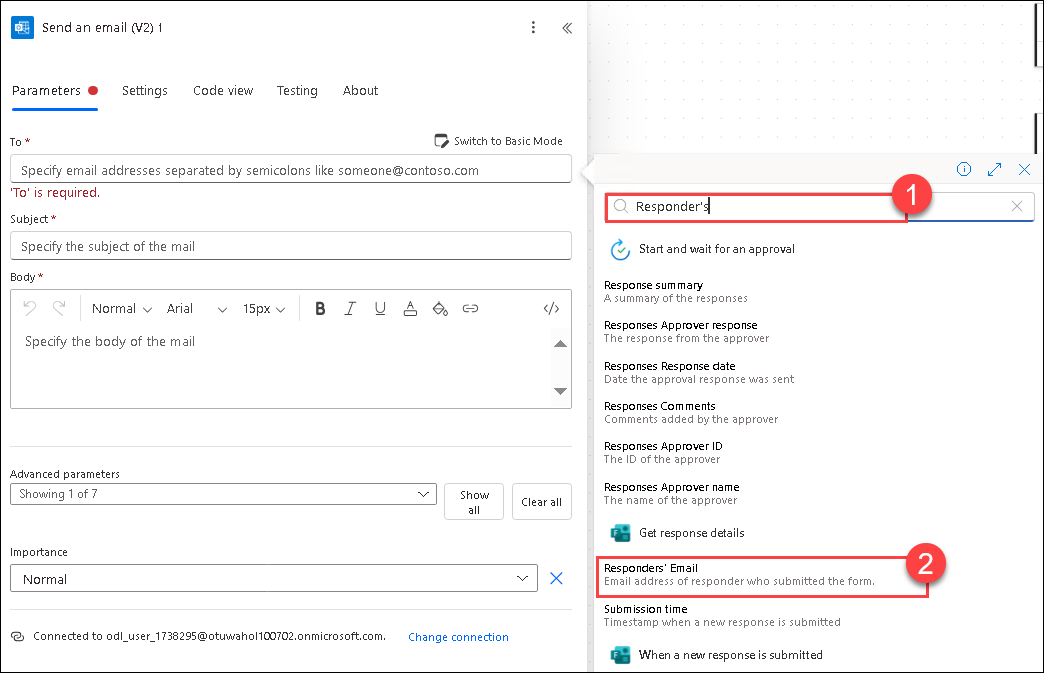 Send an email (V2) 1
Parameters Settings Code view Testing About
To *
Switch to Basic Mode
Specify email addresses separated by semicolons like someone@contoso.com
'To' is required.
Subject *
Specify the subject of the mail
Body *
Normal Arial 15px B I U A </>
Specify the body of the mail
Advanced parameters
Showing 1 of 7
Show
all
Clear all
Importance
Normal
Connected to odl_user_1738295@otuwahol100702.onmicrosoft.com.
Change connection
Responder's
1
Start and wait for an approval
Response summary
A summary of the responses
Responses Approver response
The response from the approver
Responses Response date
Date the approval response was sent
Responses Comments
Comments added by the approver
Responses Approver ID
The ID of the approver
Responses Approver name
The name of the approver
Get response details
Responders' Email
Email address of responder who submitted the form.
2
Submission time
Timestamp when a new response is submitted
When a new response is submitted